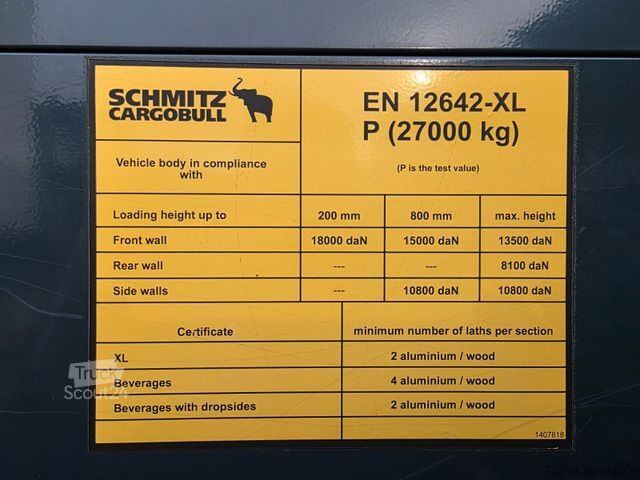 SCHMITZ
CARGOBULL
EN 12642-XL
P (27000 kg)
Vehicle body in compliance
with
(P is the test value)
Loading height up to 200 mm 800 mm max. height
Front wall 18000 daN 15000 daN 13500 daN
Rear wall --- --- 8100 daN
Side walls --- 10800 daN 10800 daN
Certificate minimum number of laths per section
XL 2 aluminium / wood
Beverages 4 aluminium / wood
Beverages with dropsides 2 aluminium / wood
1407818
Truck
Scout24